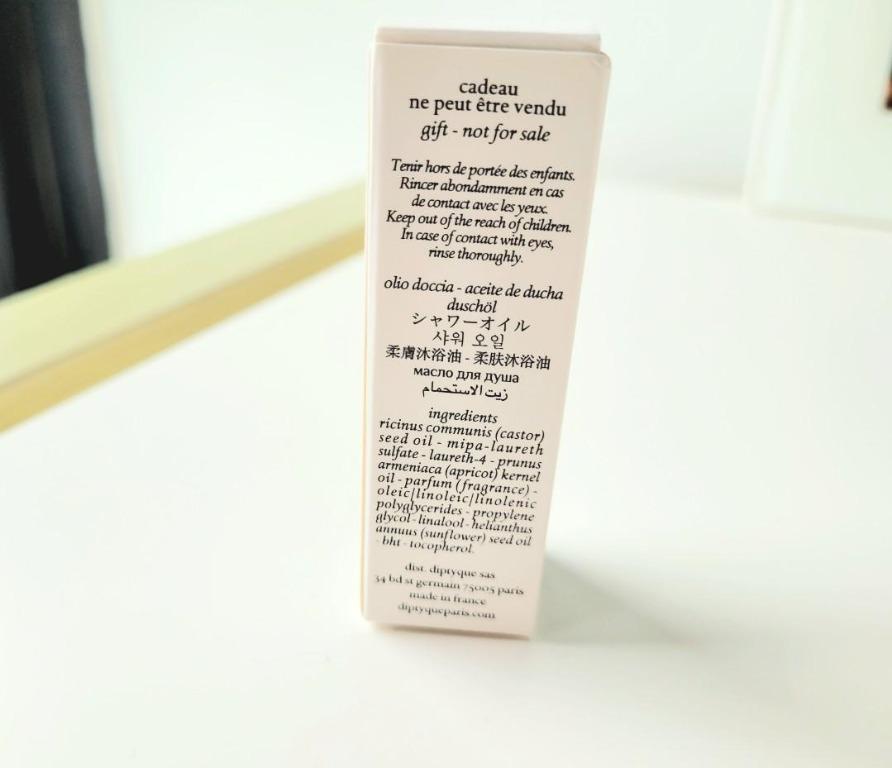 cadeau
ne peut être vendu
gift - not for sale
Tenir hors de portée des enfants.
Rincer abondamment en cas
de contact avec les yeux.
Keep out of the reach of children.
In case of contact with eyes,
rinse thoroughly.
olio doccia - aceite de ducha
duschöl
シャワーオイル
샤워 오일
柔膚沐浴油 - 柔肤沐浴油
масло для душа
زيت الاستحمام
ingredients
ricinus communis (castor)
seed oil - mipa-laureth
sulfate - laureth-4 - prunus
armeniaca (apricot) kernel
oil - parfum (fragrance) -
oleic|linoleic|linolenic
polyglycerides - propylene
glycol - linalool - helianthus
annuus (sunflower) seed oil
- bht - tocopherol.
dist. diptyque sas
34 bd st germain 75005 paris
made in france
diptyqueparis.com